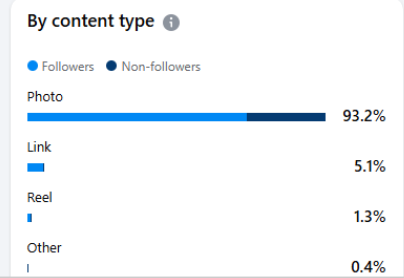 By content type
Followers Non-followers
Photo
93.2%
Link
5.1%
Reel
1.3%
Other
0.4%